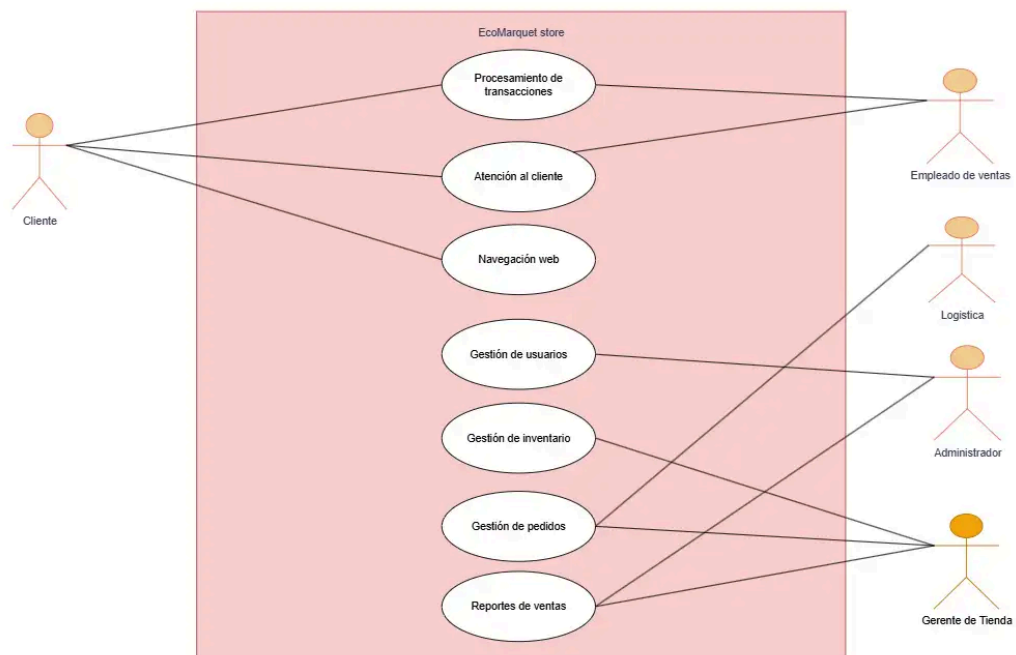 EcoMarquet store
Procesamiento de
transacciones
Atención al cliente
Navegación web
Gestión de usuarios
Gestión de inventario
Gestión de pedidos
Reportes de ventas
Cliente
Empleado de ventas
Logistica
Administrador
Gerente de Tienda